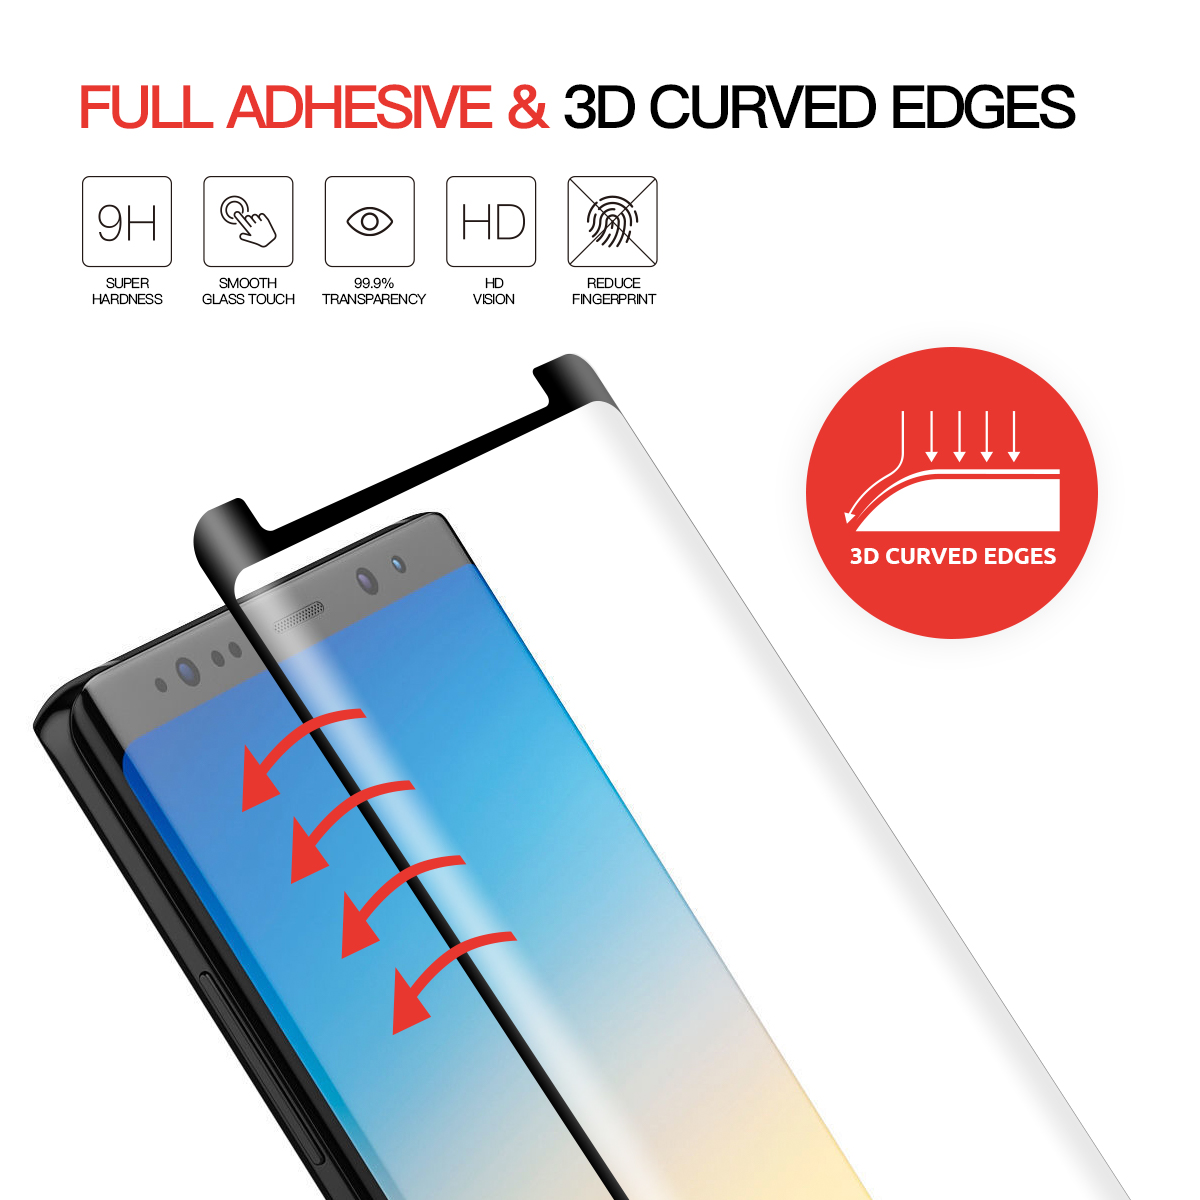 FULL ADHESIVE & 3D CURVED EDGES
9H
HD
SUPER
HARDNESS
SMOOTH
GLASS TOUCH
99.9%
TRANSPARENCY
HD
VISION
REDUCE
FINGERPRINT
3D CURVED EDGES